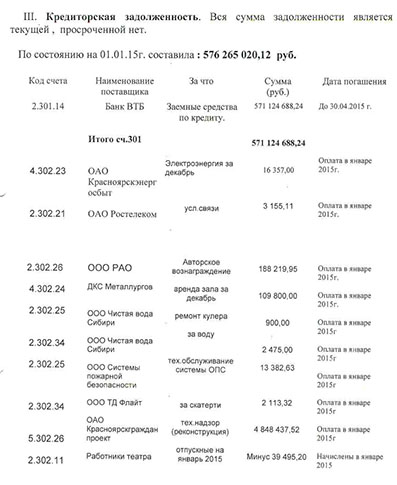 III. Кредиторская задолженность. Вся сумма задолженности является
текущей , просроченной нет.
По состоянию на 01.01.15г. составила : 576 265 020,12 руб.
Код счета Наименование поставщика За что Сумма (руб.) Дата погашения
2.301.14 Банк ВТБ Заемные средства по кредиту. 571 124 688,24 До 30.04.2015 г.
Итого сч.301 571 124 688,24
4.302.23 ОАО Красноярскэнерг осбыт Электроэнергия за декабрь 16 357,00 Оплата в январе 2015г.
2.302.21 ОАО Ростелеком усл.связи 3 155,11 Оплата в январе 2015г.
2.302.26 ООО РАО Авторское вознаграждение 188 219,95 Оплата в январе 2015г.
4.302.24 ДКС Металлургов аренда зала за декабрь 109 800,00 Оплата в январе 2015г
2.302.25 ООО Чистая вода Сибири ремонт кулера 900,00 Оплата в январе 2015г
2.302.34 ООО Чистая вода Сибири за воду 2 475,00 Оплата в январе 2015г
2.302.25 ООО Системы пожарной безопасности тех.обслуживание системы ОПС 13 382,63 Оплата в январе 2015г
2.302.34 ООО ТД Флайт за скатерти 2 113,32 Оплата в январе 2015г
5.302.26 ОАО Красноярскграждан проект тех.надзор (реконструкция) 4 848 437,52 Оплата в январе 2015г
2.302.11 Работники театра отпускные на январь 2015 Минус 39 495,20 Начислены в январе 2015